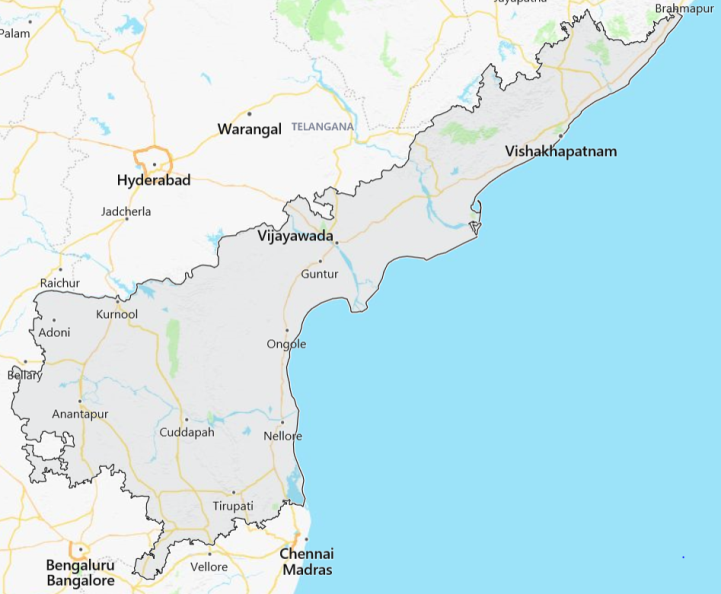 Jayapatna
Brahmapur
Palam
Warangal
TELANGANA
Vishakhapatnam
Hyderabad
Jadcherla
Vijayawada
Guntur
Raichur
Kurnool
Adoni
Ongole
Bellary
Anantapur
Cuddapah
Nellore
Tirupati
Chennai
Madras
Bengaluru
Bangalore
Vellore